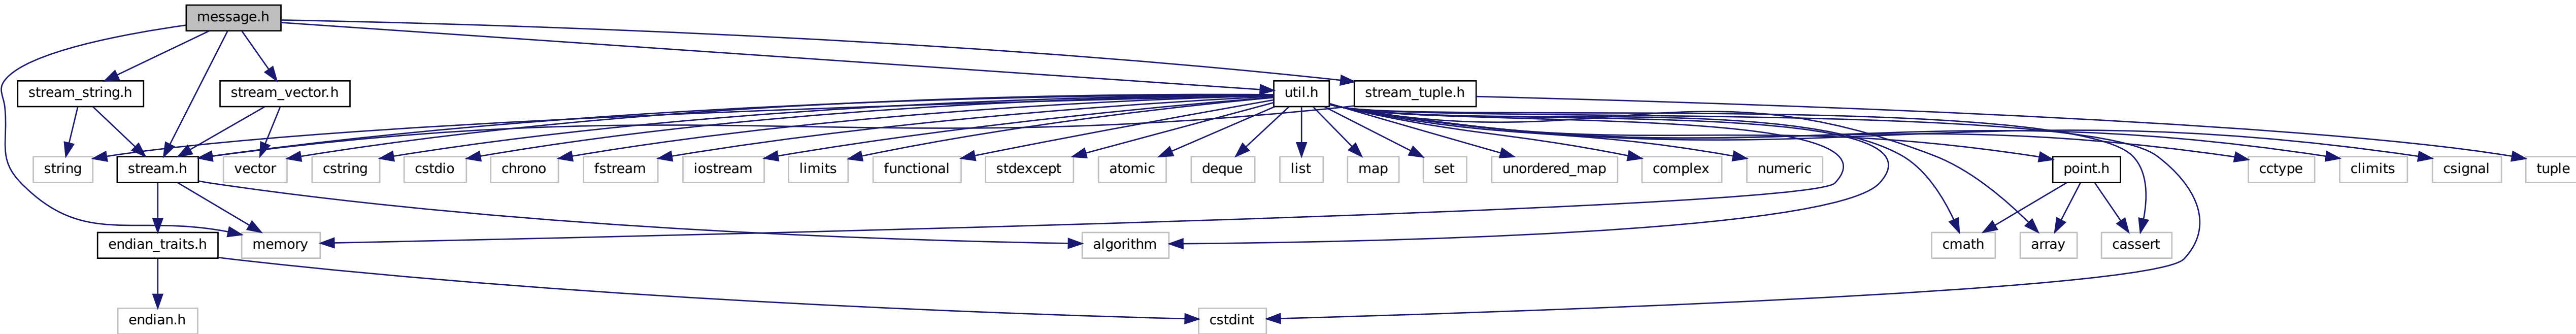 message.h
stream_string.h
stream_vector.h
util.h
stream_tuple.h
string
stream.h
vector
cstring
cstdio
chrono
fstream
iostream
limits
functional
stdexcept
atomic
deque
list
map
set
unordered_map
complex
numeric
point.h
cctype
climits
csignal
tuple
endian_traits.h
memory
algorithm
cmath
array
cassert
endian.h
cstdint